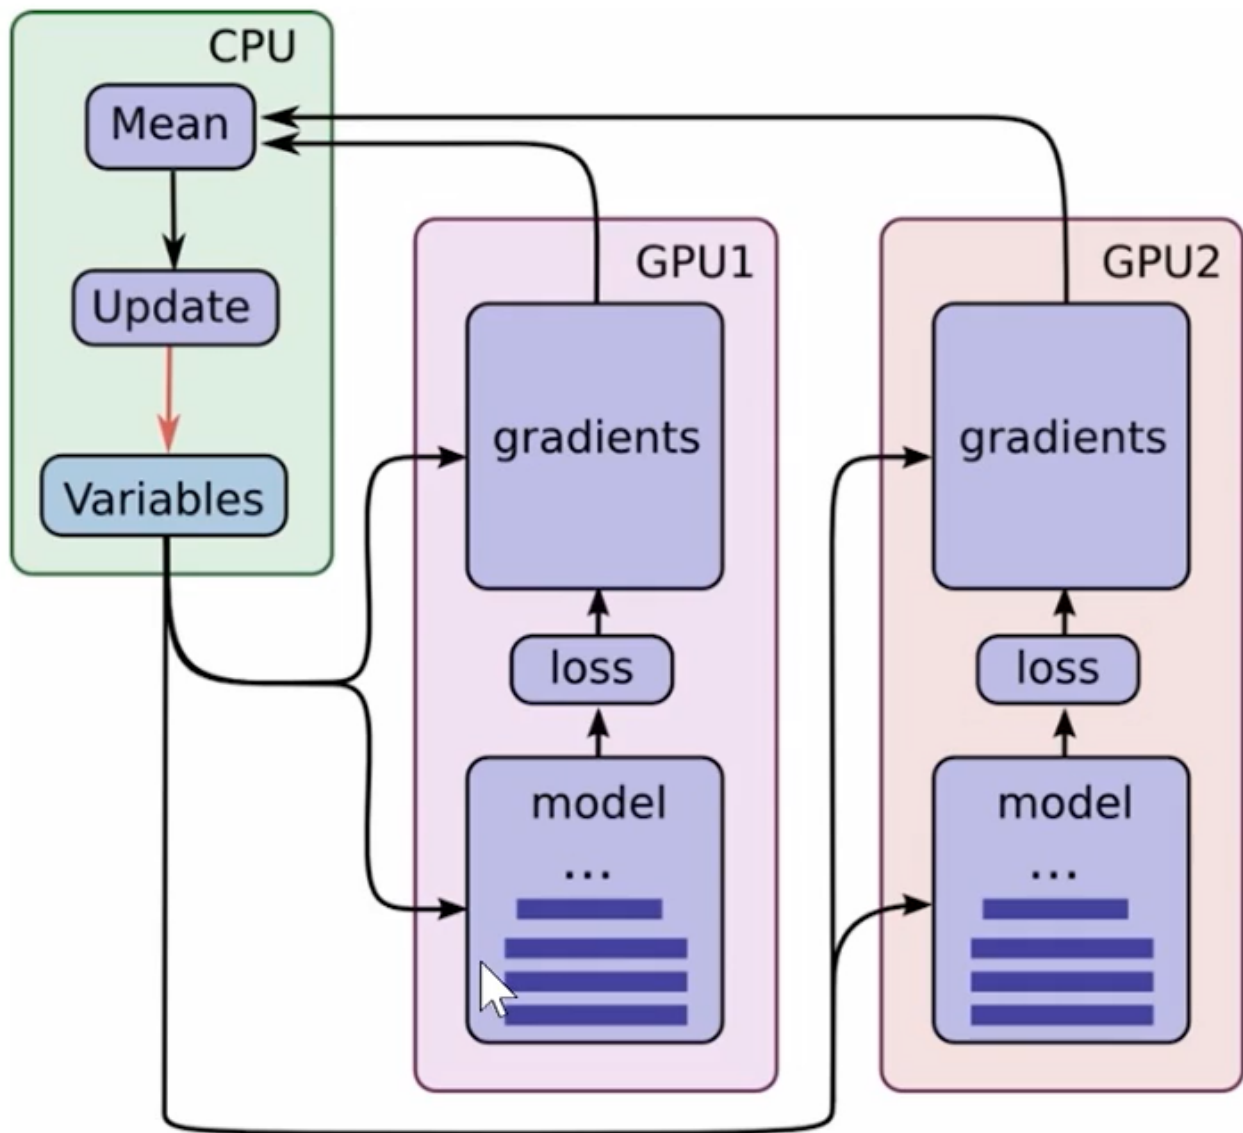 CPU
Mean
Update
Variables
GPU1
gradients
loss
model
...
GPU2
gradients
loss
model
...